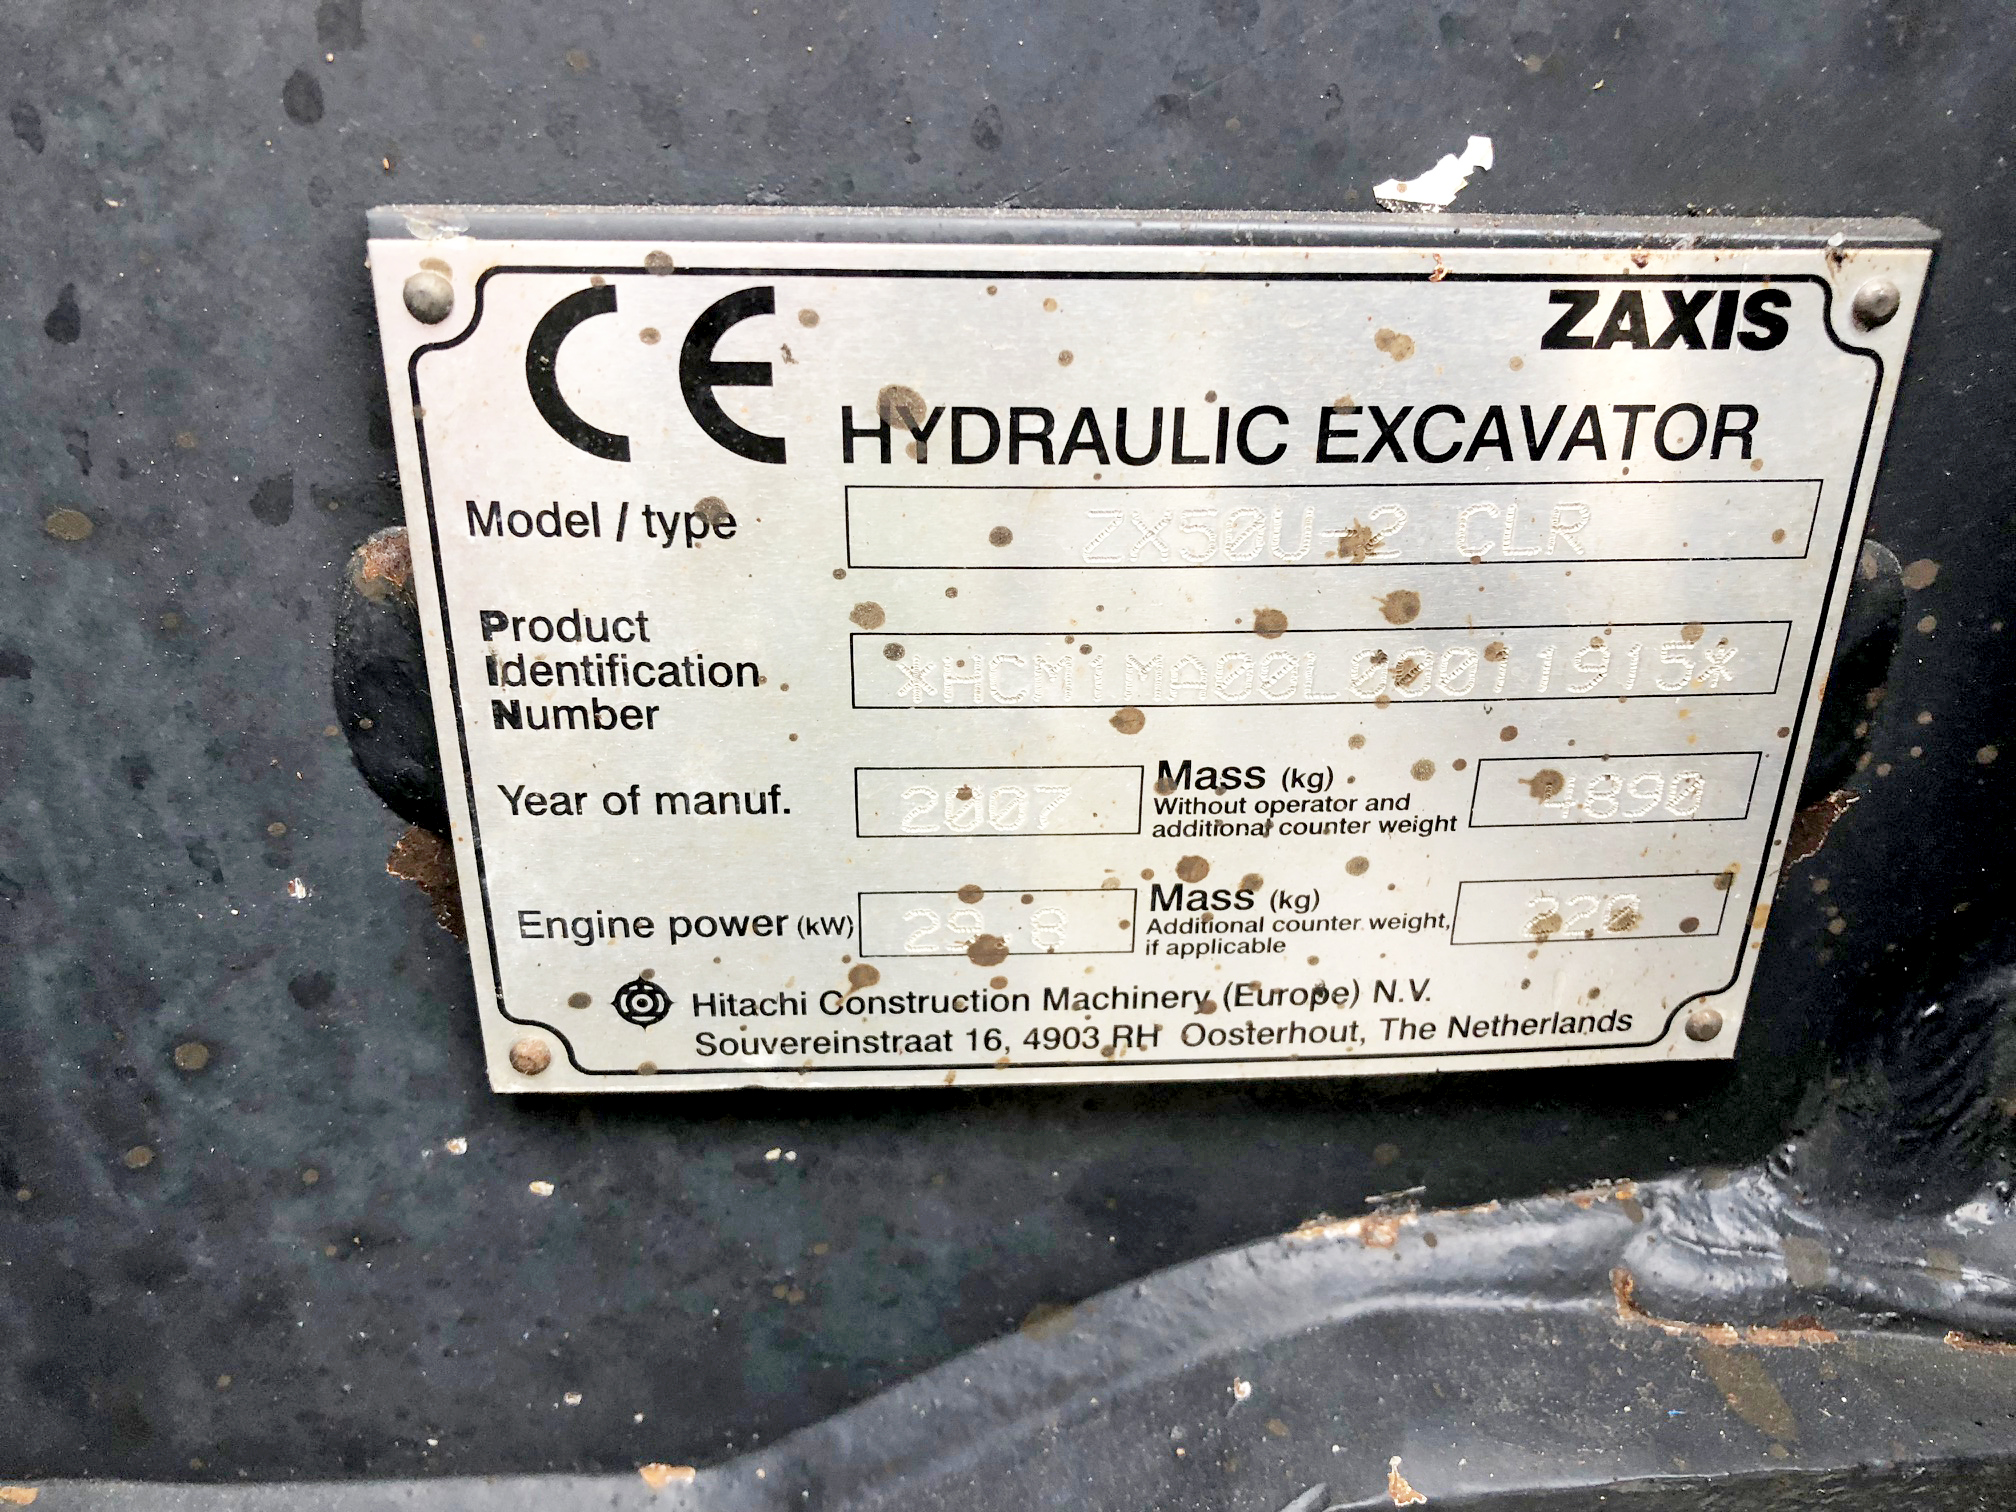 CE
ZAXIS
HYDRAULIC EXCAVATOR
Model / type ZX50U-2 CLR
Product
Identification
Number
*HCM1MA00L00011915*
Year of manuf. 2007
Mass (kg)
Without operator and
additional counter weight
4890
Engine power (kW) 29.8
Mass (kg)
Additional counter weight,
if applicable
220
Hitachi Construction Machinery (Europe) N.V.
Souvereinstraat 16, 4903 RH Oosterhout, The Netherlands